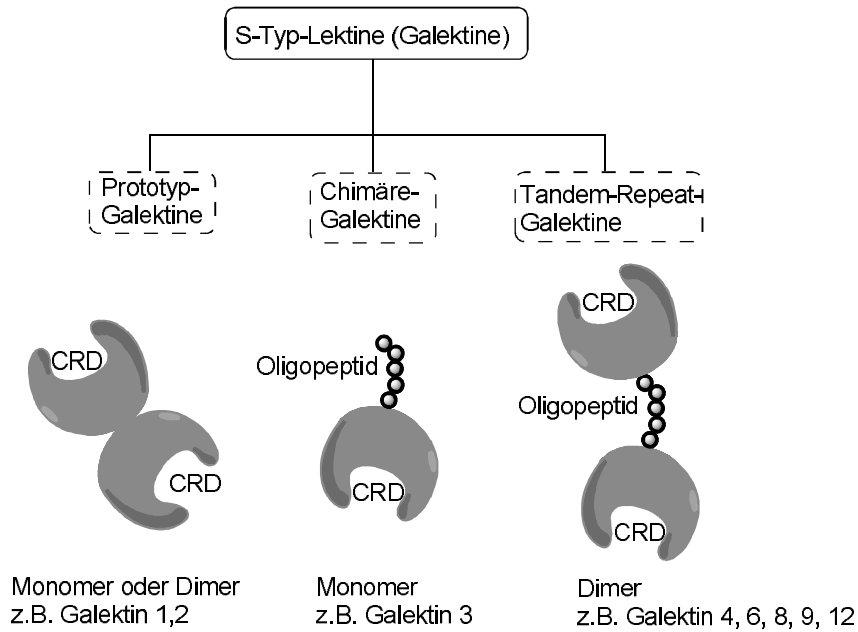 S-Typ-Lektine (Galektine)
Prototyp-
Galektine
Chimäre-
Galektine
Tandem-Repeat-
Galektine
CRD
CRD
Oligopeptid
CRD
CRD
Oligopeptid
CRD
Monomer oder Dimer
z.B. Galektin 1,2
Monomer
z.B. Galektin 3
Dimer
z.B. Galektin 4, 6, 8, 9, 12